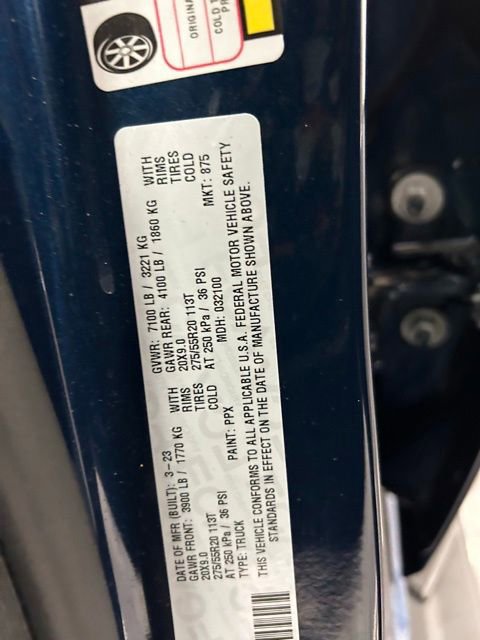 ORIGINA
COLD T
PR
DATE OF MFR (BUILT): 3-23 GVWR: 7100 LB / 3221 KG
GAWR FRONT: 3900 LB / 1770 KG WITH GAWR REAR: 4100 LB / 1860 KG WITH
20X9.0 RIMS 20X9.0 RIMS
275/55R20 113T TIRES 275/55R20 113T TIRES
AT 250 kPa / 36 PSI COLD AT 250 kPa / 36 PSI COLD
TYPE: TRUCK MDH: 032100 MKT: 875
PAINT: PPX
THIS VEHICLE CONFORMS TO ALL APPLICABLE U.S.A. FEDERAL MOTOR VEHICLE SAFETY
STANDARDS IN EFFECT ON THE DATE OF MANUFACTURE SHOWN ABOVE.